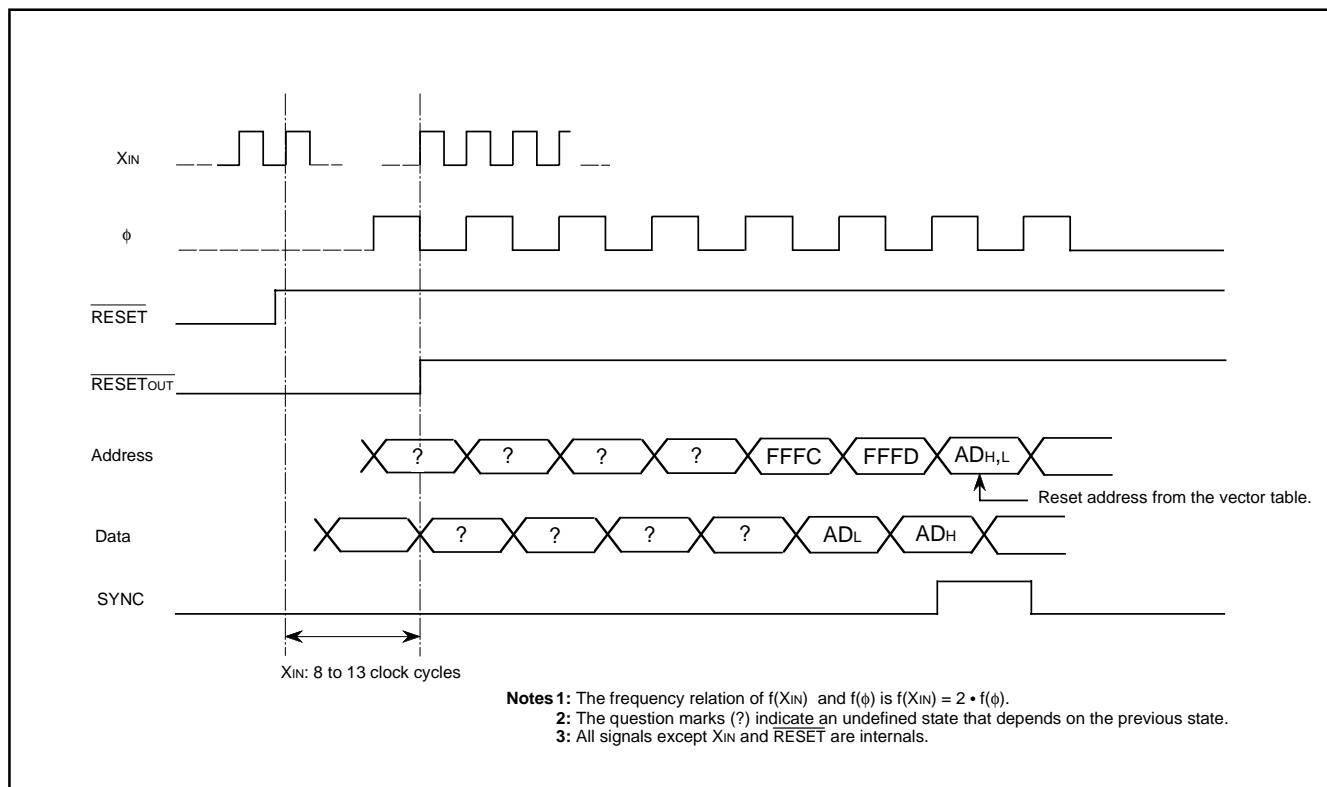 XIN
ϕ
RESET
RESETOUT
Address
? ? ? ? FFFC FFFD ADH,L
Reset address from the vector table.
Data
? ? ? ? ADL ADH
SYNC
XIN: 8 to 13 clock cycles
Notes 1: The frequency relation of f(XIN) and f(ϕ) is f(XIN) = 2 • f(ϕ).
2: The question marks (?) indicate an undefined state that depends on the previous state.
3: All signals except XIN and RESET are internals.